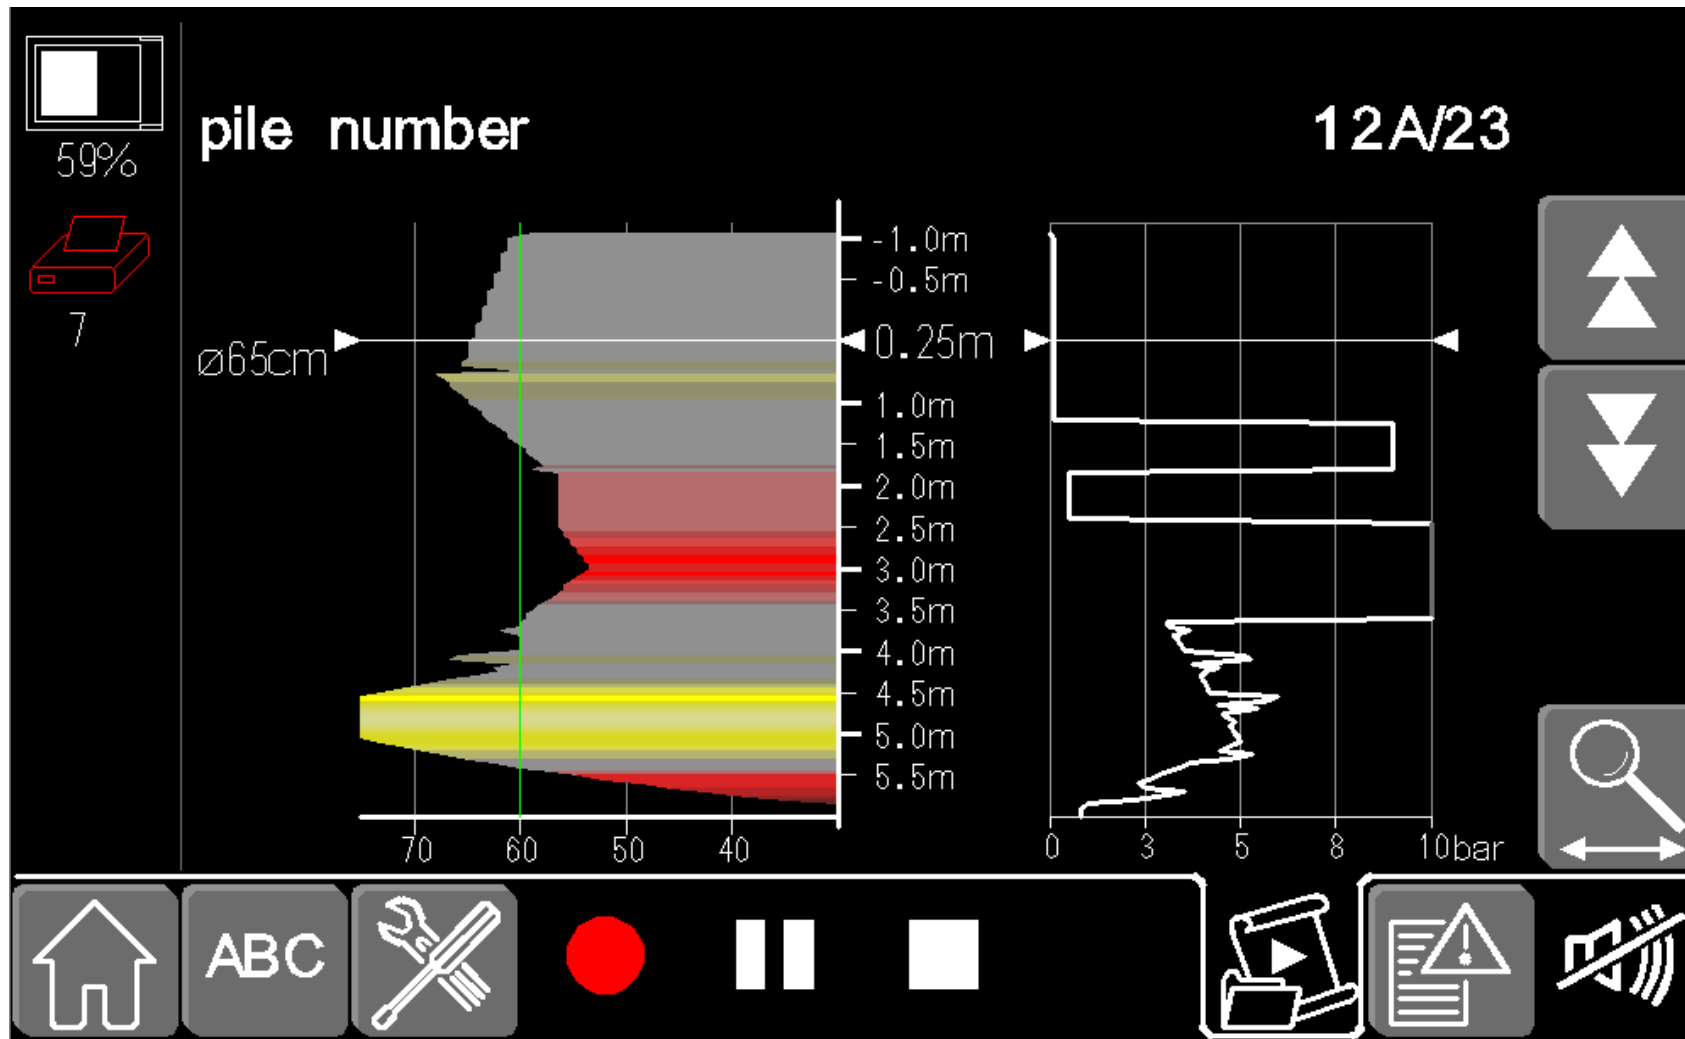 59%
7
pile number
12A/23
-1.0m
-0.5m
ø65cm
0.25m
1.0m
1.5m
2.0m
2.5m
3.0m
3.5m
4.0m
4.5m
5.0m
5.5m
70 60 50 40
0 3 5 8 10bar
ABC